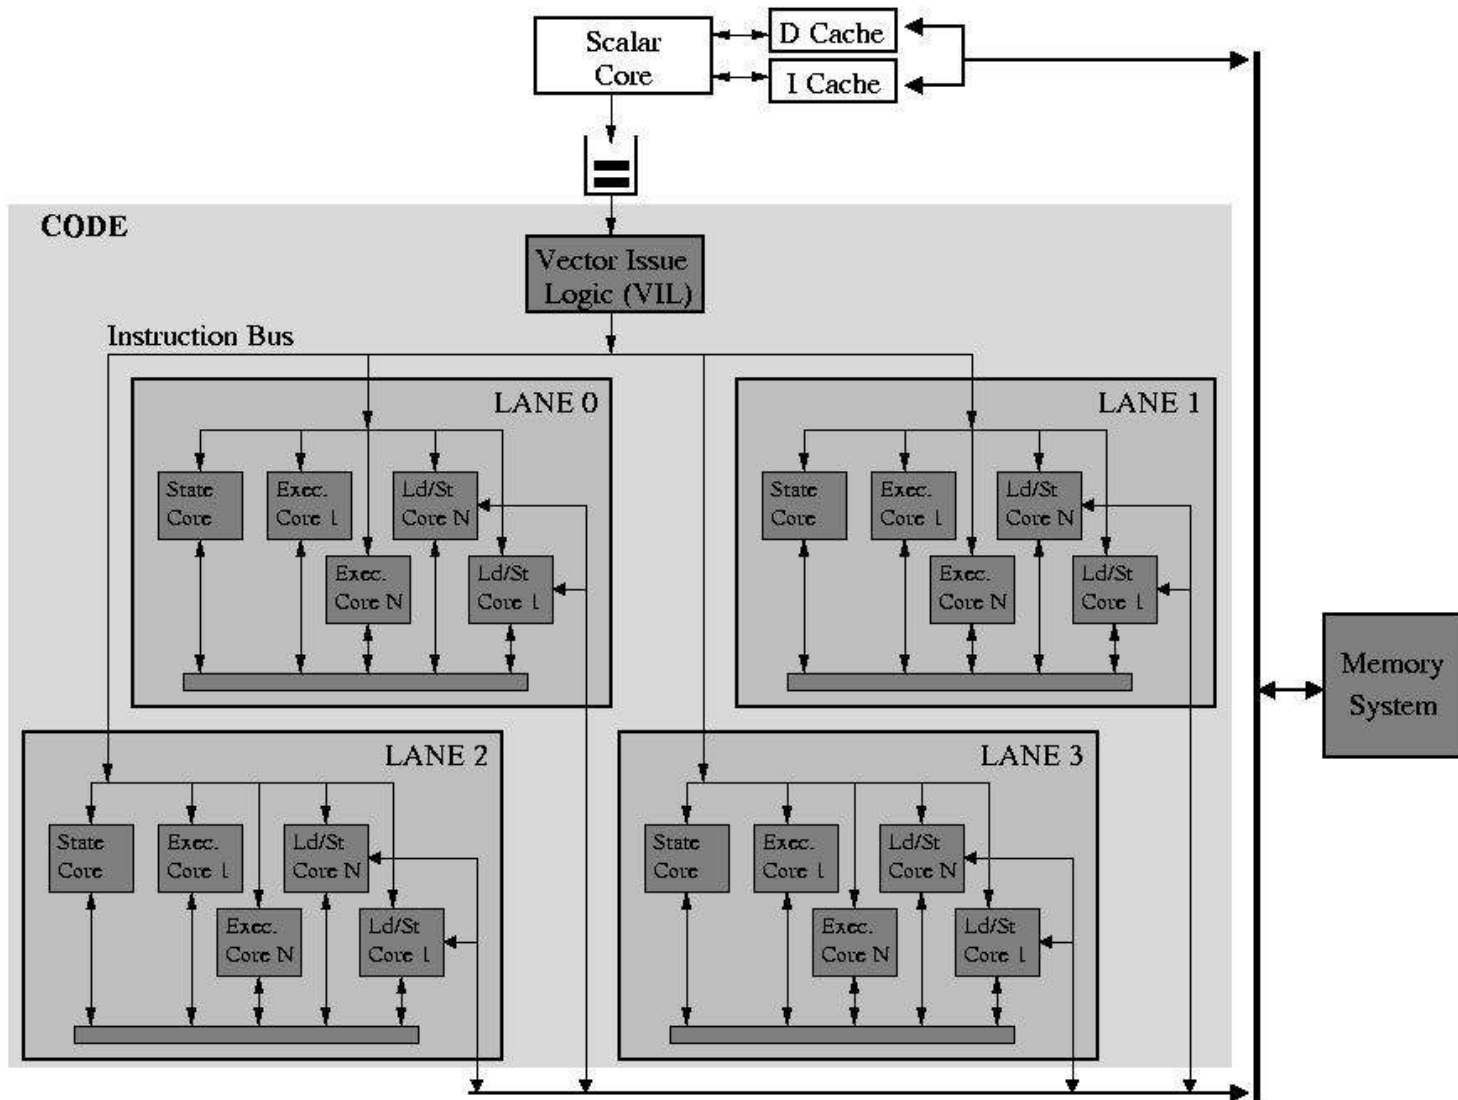 Scalar
Core
D Cache
I Cache
CODE
Vector Issue
Logic (VIL)
Instruction Bus
LANE 0
State
Core
Exec.
Core 1
Ld/St
Core N
Exec.
Core N
Ld/St
Core 1
LANE 1
State
Core
Exec.
Core 1
Ld/St
Core N
Exec.
Core N
Ld/St
Core 1
Memory
System
LANE 2
State
Core
Exec.
Core 1
Ld/St
Core N
Exec.
Core N
Ld/St
Core 1
LANE 3
State
Core
Exec.
Core 1
Ld/St
Core N
Exec.
Core N
Ld/St
Core 1